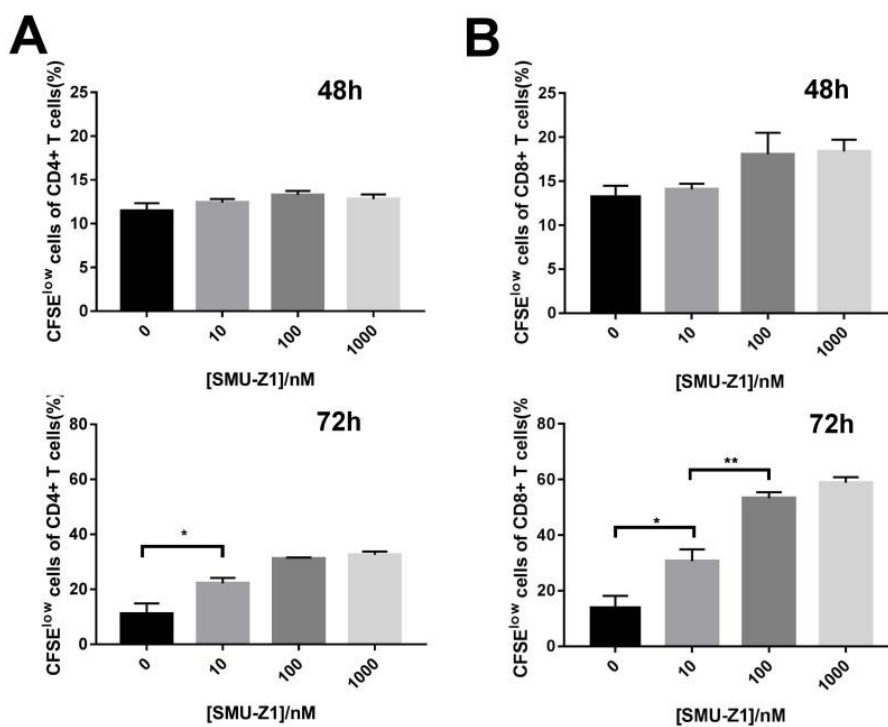 A
CFSElow cells of CD4+ T cells(%)
48h
25
20
15
10
5
0
0
10
100
1000
[SMU-Z1]/nM
B
CFSElow cells of CD8+ T cells(%)
48h
25
20
15
10
5
0
0
10
100
1000
[SMU-Z1]/nM
CFSElow cells of CD4+ T cells(%)
72h
80
60
40
20
0
*
0
10
100
1000
[SMU-Z1]/nM
CFSElow cells of CD8+ T cells(%
72h
80
60
40
20
0
*
**
0
10
100
1000
[SMU-Z1]/nM